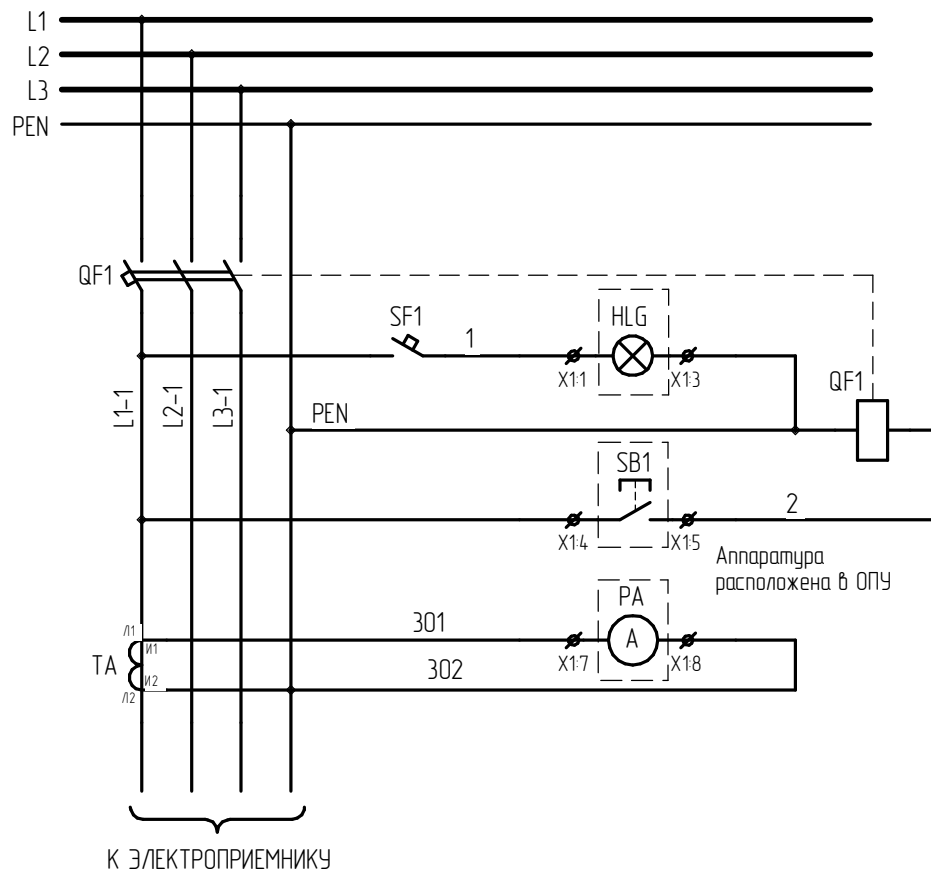 L1
L2
L3
PEN
QF1
SF1
1
HLG
X1:1
X1:3
QF1
L1-1
L2-1
L3-1
PEN
SB1
2
X1:4
X1:5
Аппаратура
расположена в ОПУ
PA
301
A
X1:7
X1:8
Л1
И1
TA
И2
Л2
302
К ЭЛЕКТРОПРИЕМНИКУ